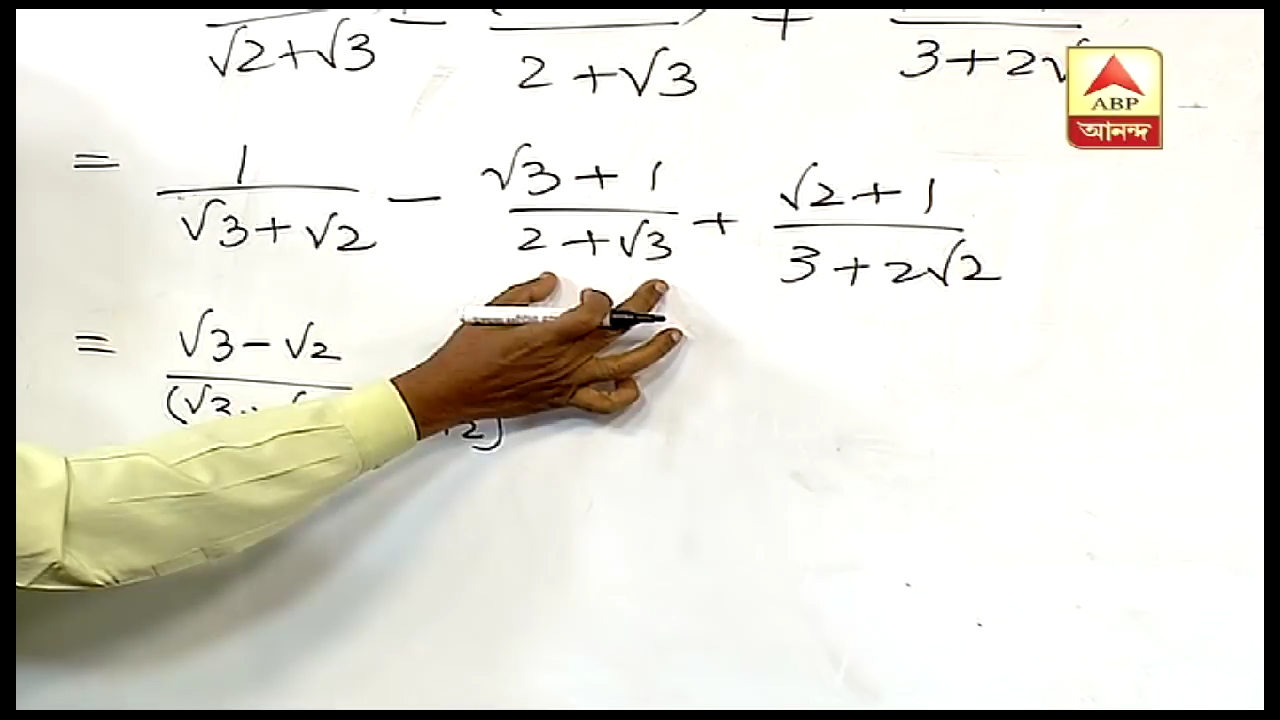 √2+√3 - 2+√3 + 3+2√
ABP
আনন্দ
= 1/(√3+√2) - (√3+1)/(2+√3) + (√2+1)/(3+2√2)
= √3-√2